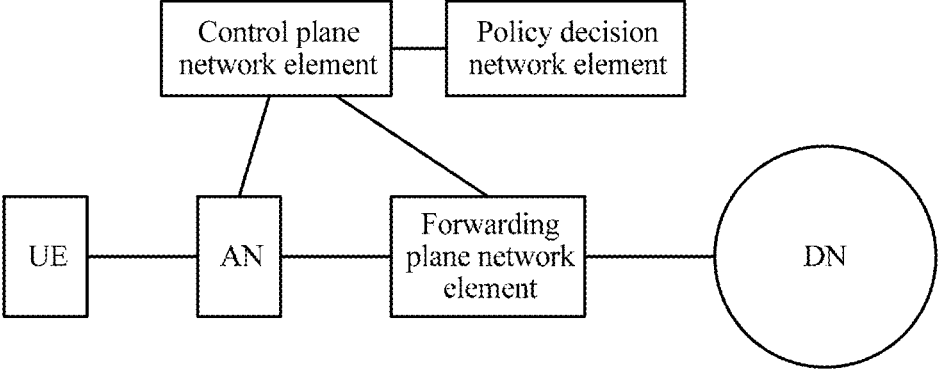 Control plane
network element
Policy decision
network element
UE
AN
Forwarding
plane network
element
DN